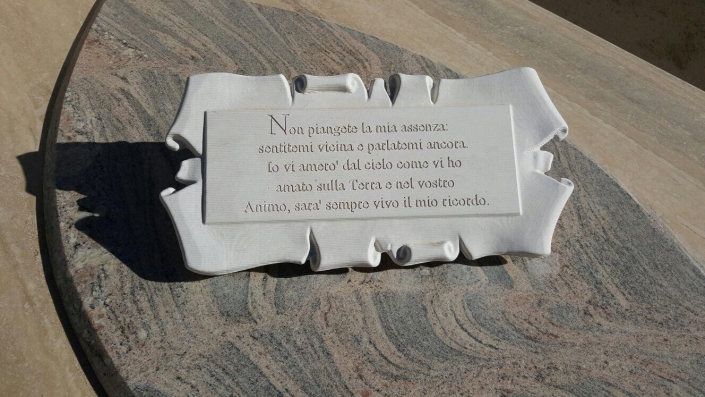 Non piangete la mia assenza:
sentitemi vicina e parlatemi ancora.
Io vi amero' dal cielo come vi ho
amato sulla Terra e nel vostro
Animo, sara' sempre vivo il mio ricordo.